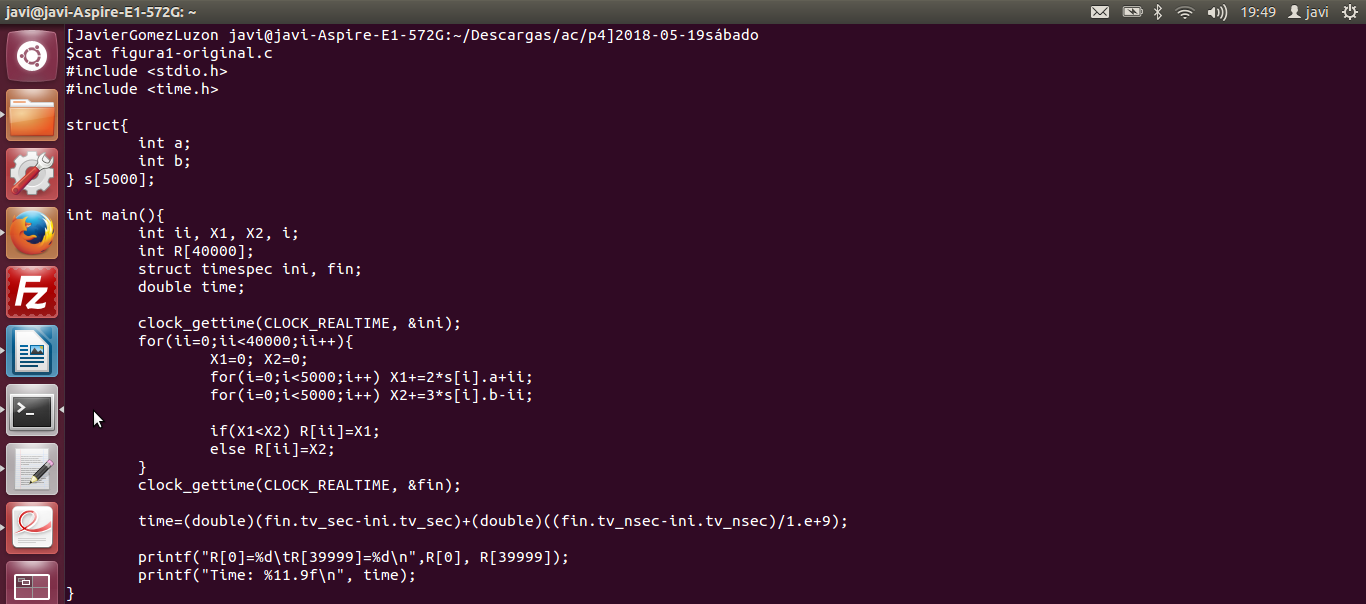 javi@javi-Aspire-E1-572G: ~ 19:49 javi
[JavierGomezLuzon javi@javi-Aspire-E1-572G:~/Descargas/ac/p4]2018-05-19sábado
$cat figura1-original.c
#include <stdio.h>
#include <time.h>
struct{
int a;
int b;
} s[5000];
int main(){
int ii, X1, X2, i;
int R[40000];
struct timespec ini, fin;
double time;
clock_gettime(CLOCK_REALTIME, &ini);
for(ii=0;ii<40000;ii++){
X1=0; X2=0;
for(i=0;i<5000;i++) X1+=2*s[i].a+ii;
for(i=0;i<5000;i++) X2+=3*s[i].b-ii;
if(X1<X2) R[ii]=X1;
else R[ii]=X2;
}
clock_gettime(CLOCK_REALTIME, &fin);
time=(double)(fin.tv_sec-ini.tv_sec)+(double)((fin.tv_nsec-ini.tv_nsec)/1.e+9);
printf("R[0]=%d\tR[39999]=%d\n",R[0], R[39999]);
printf("Time: %11.9f\n", time);
}
Fz
>_